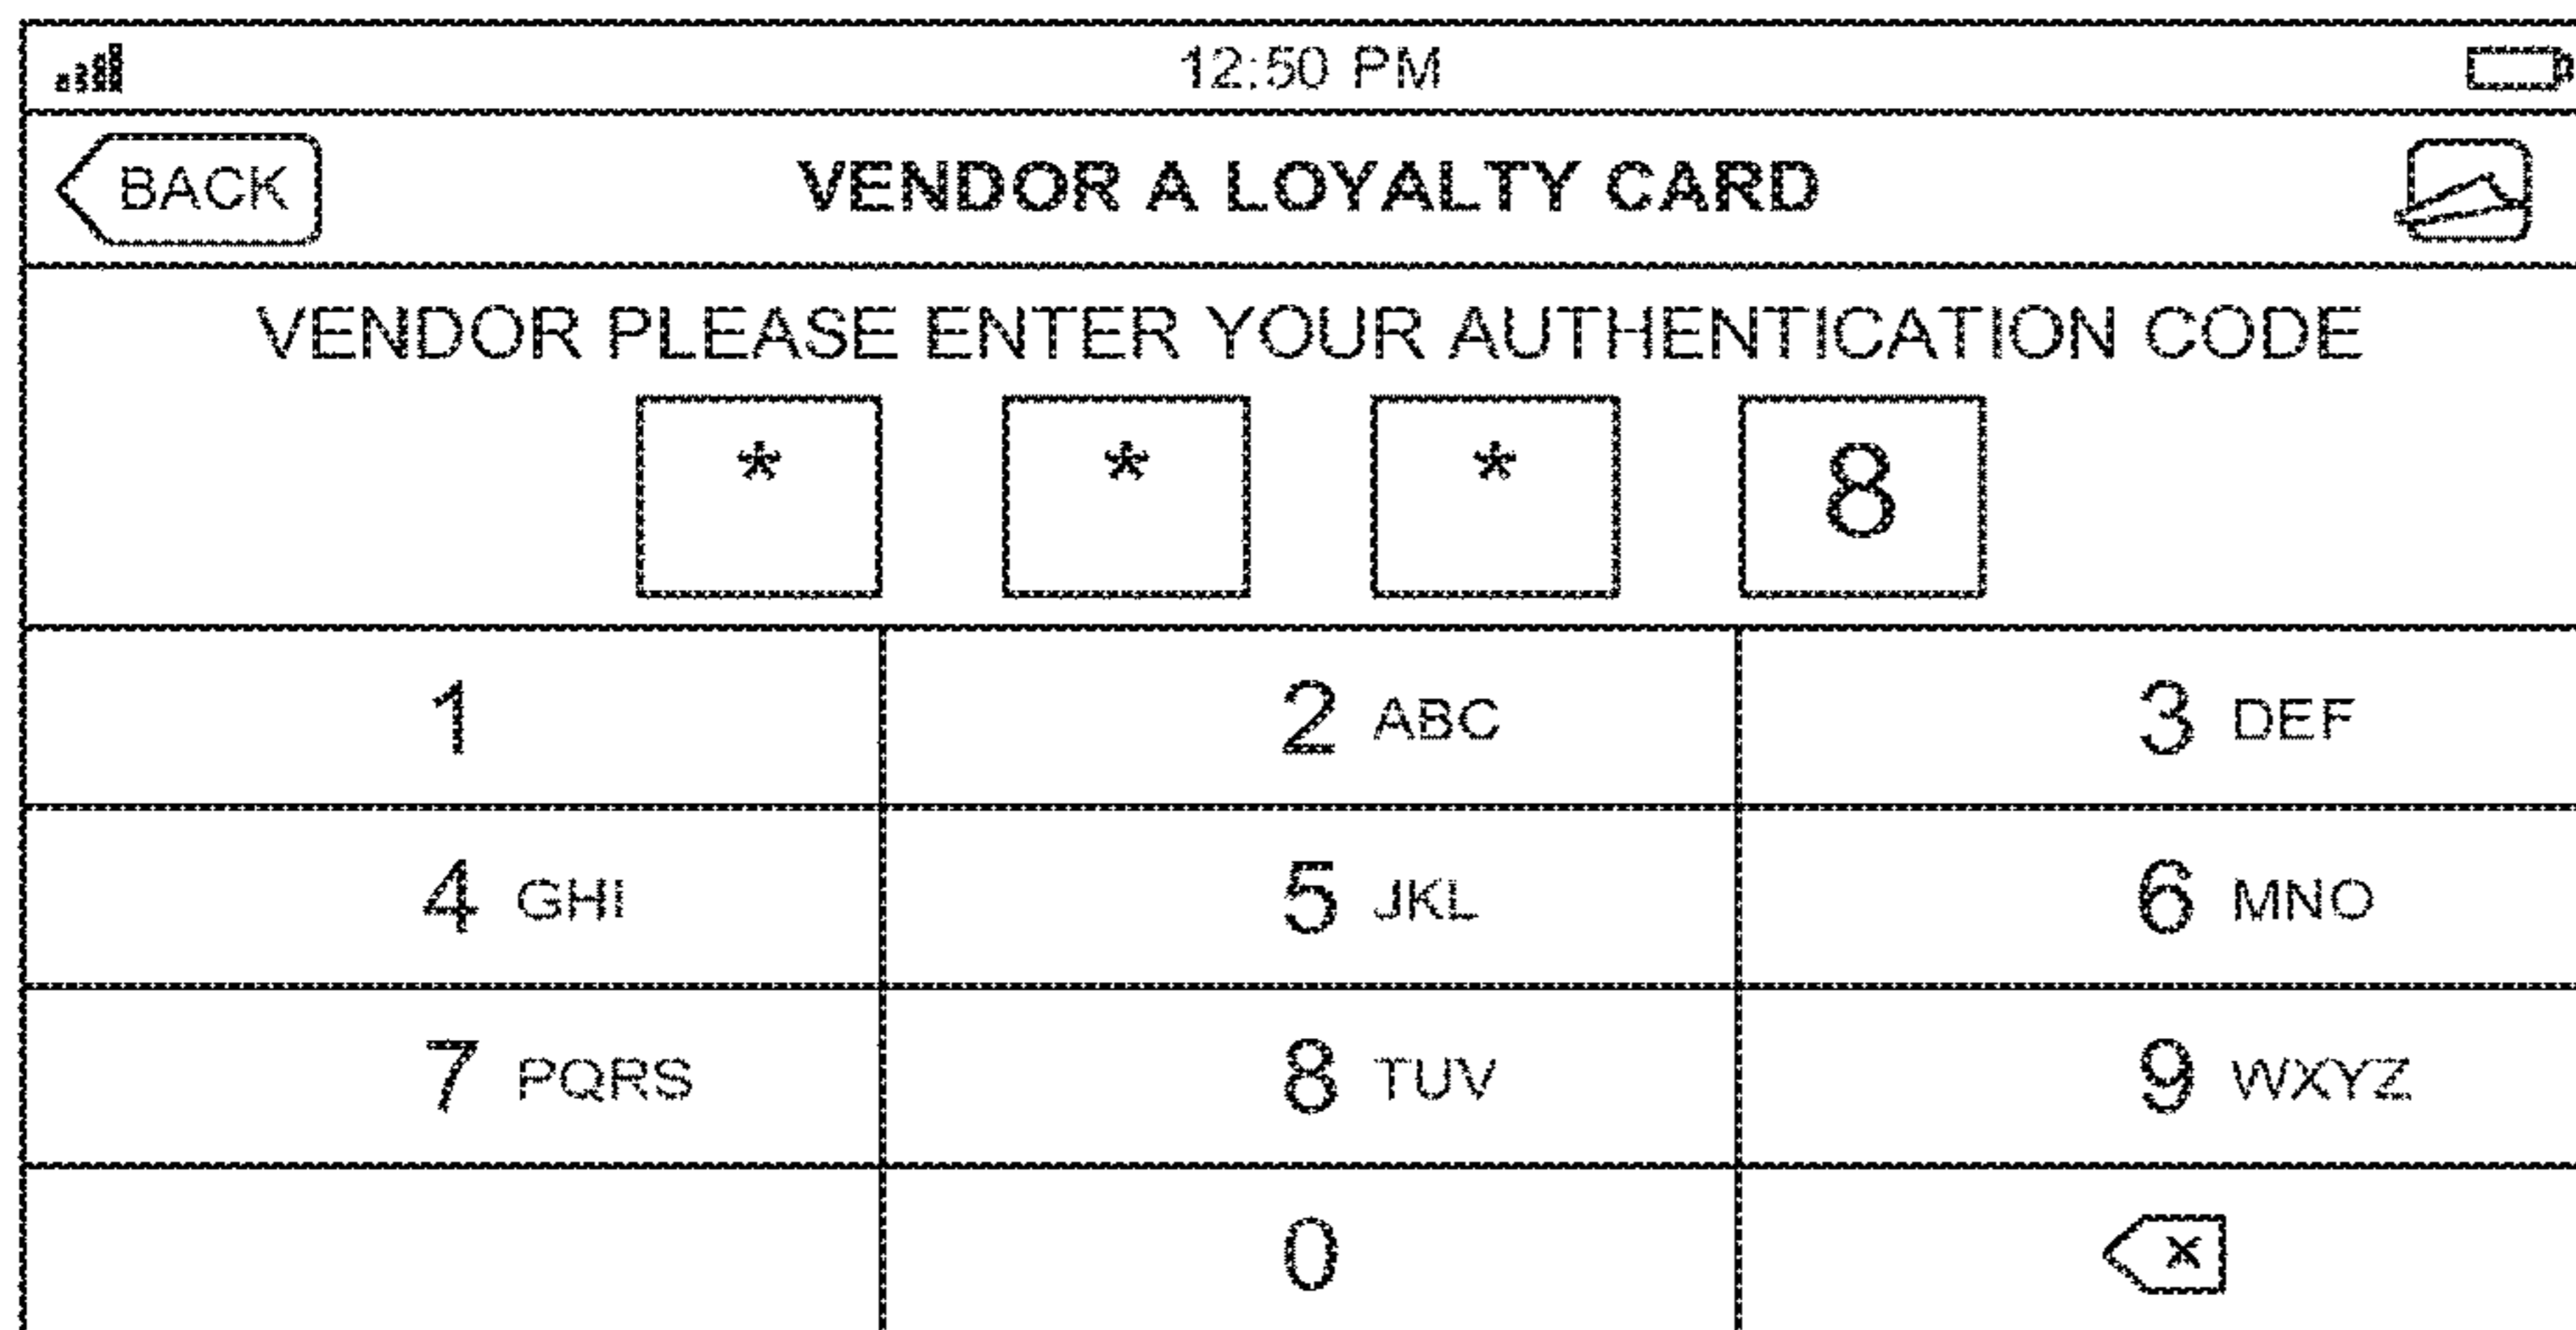 12:50 PM
BACK VENDOR A LOYALTY CARD
VENDOR PLEASE ENTER YOUR AUTHENTICATION CODE
* * * 8
1 2 ABC 3 DEF
4 GHI 5 JKL 6 MNO
7 PQRS 8 TUV 9 WXYZ
0 X